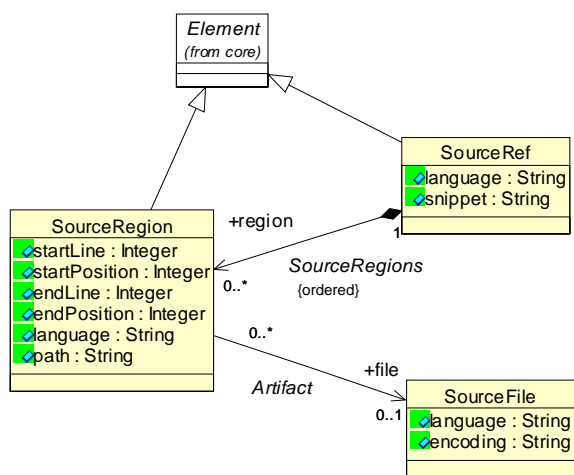 Element
(from core)
SourceRef
language : String
snippet : String
+region
1
SourceRegions
{ordered}
0..*
SourceRegion
startLine : Integer
startPosition : Integer
endLine : Integer
endPosition : Integer
language : String
path : String
0..*
+file
Artifact
0..1
SourceFile
language : String
encoding : String